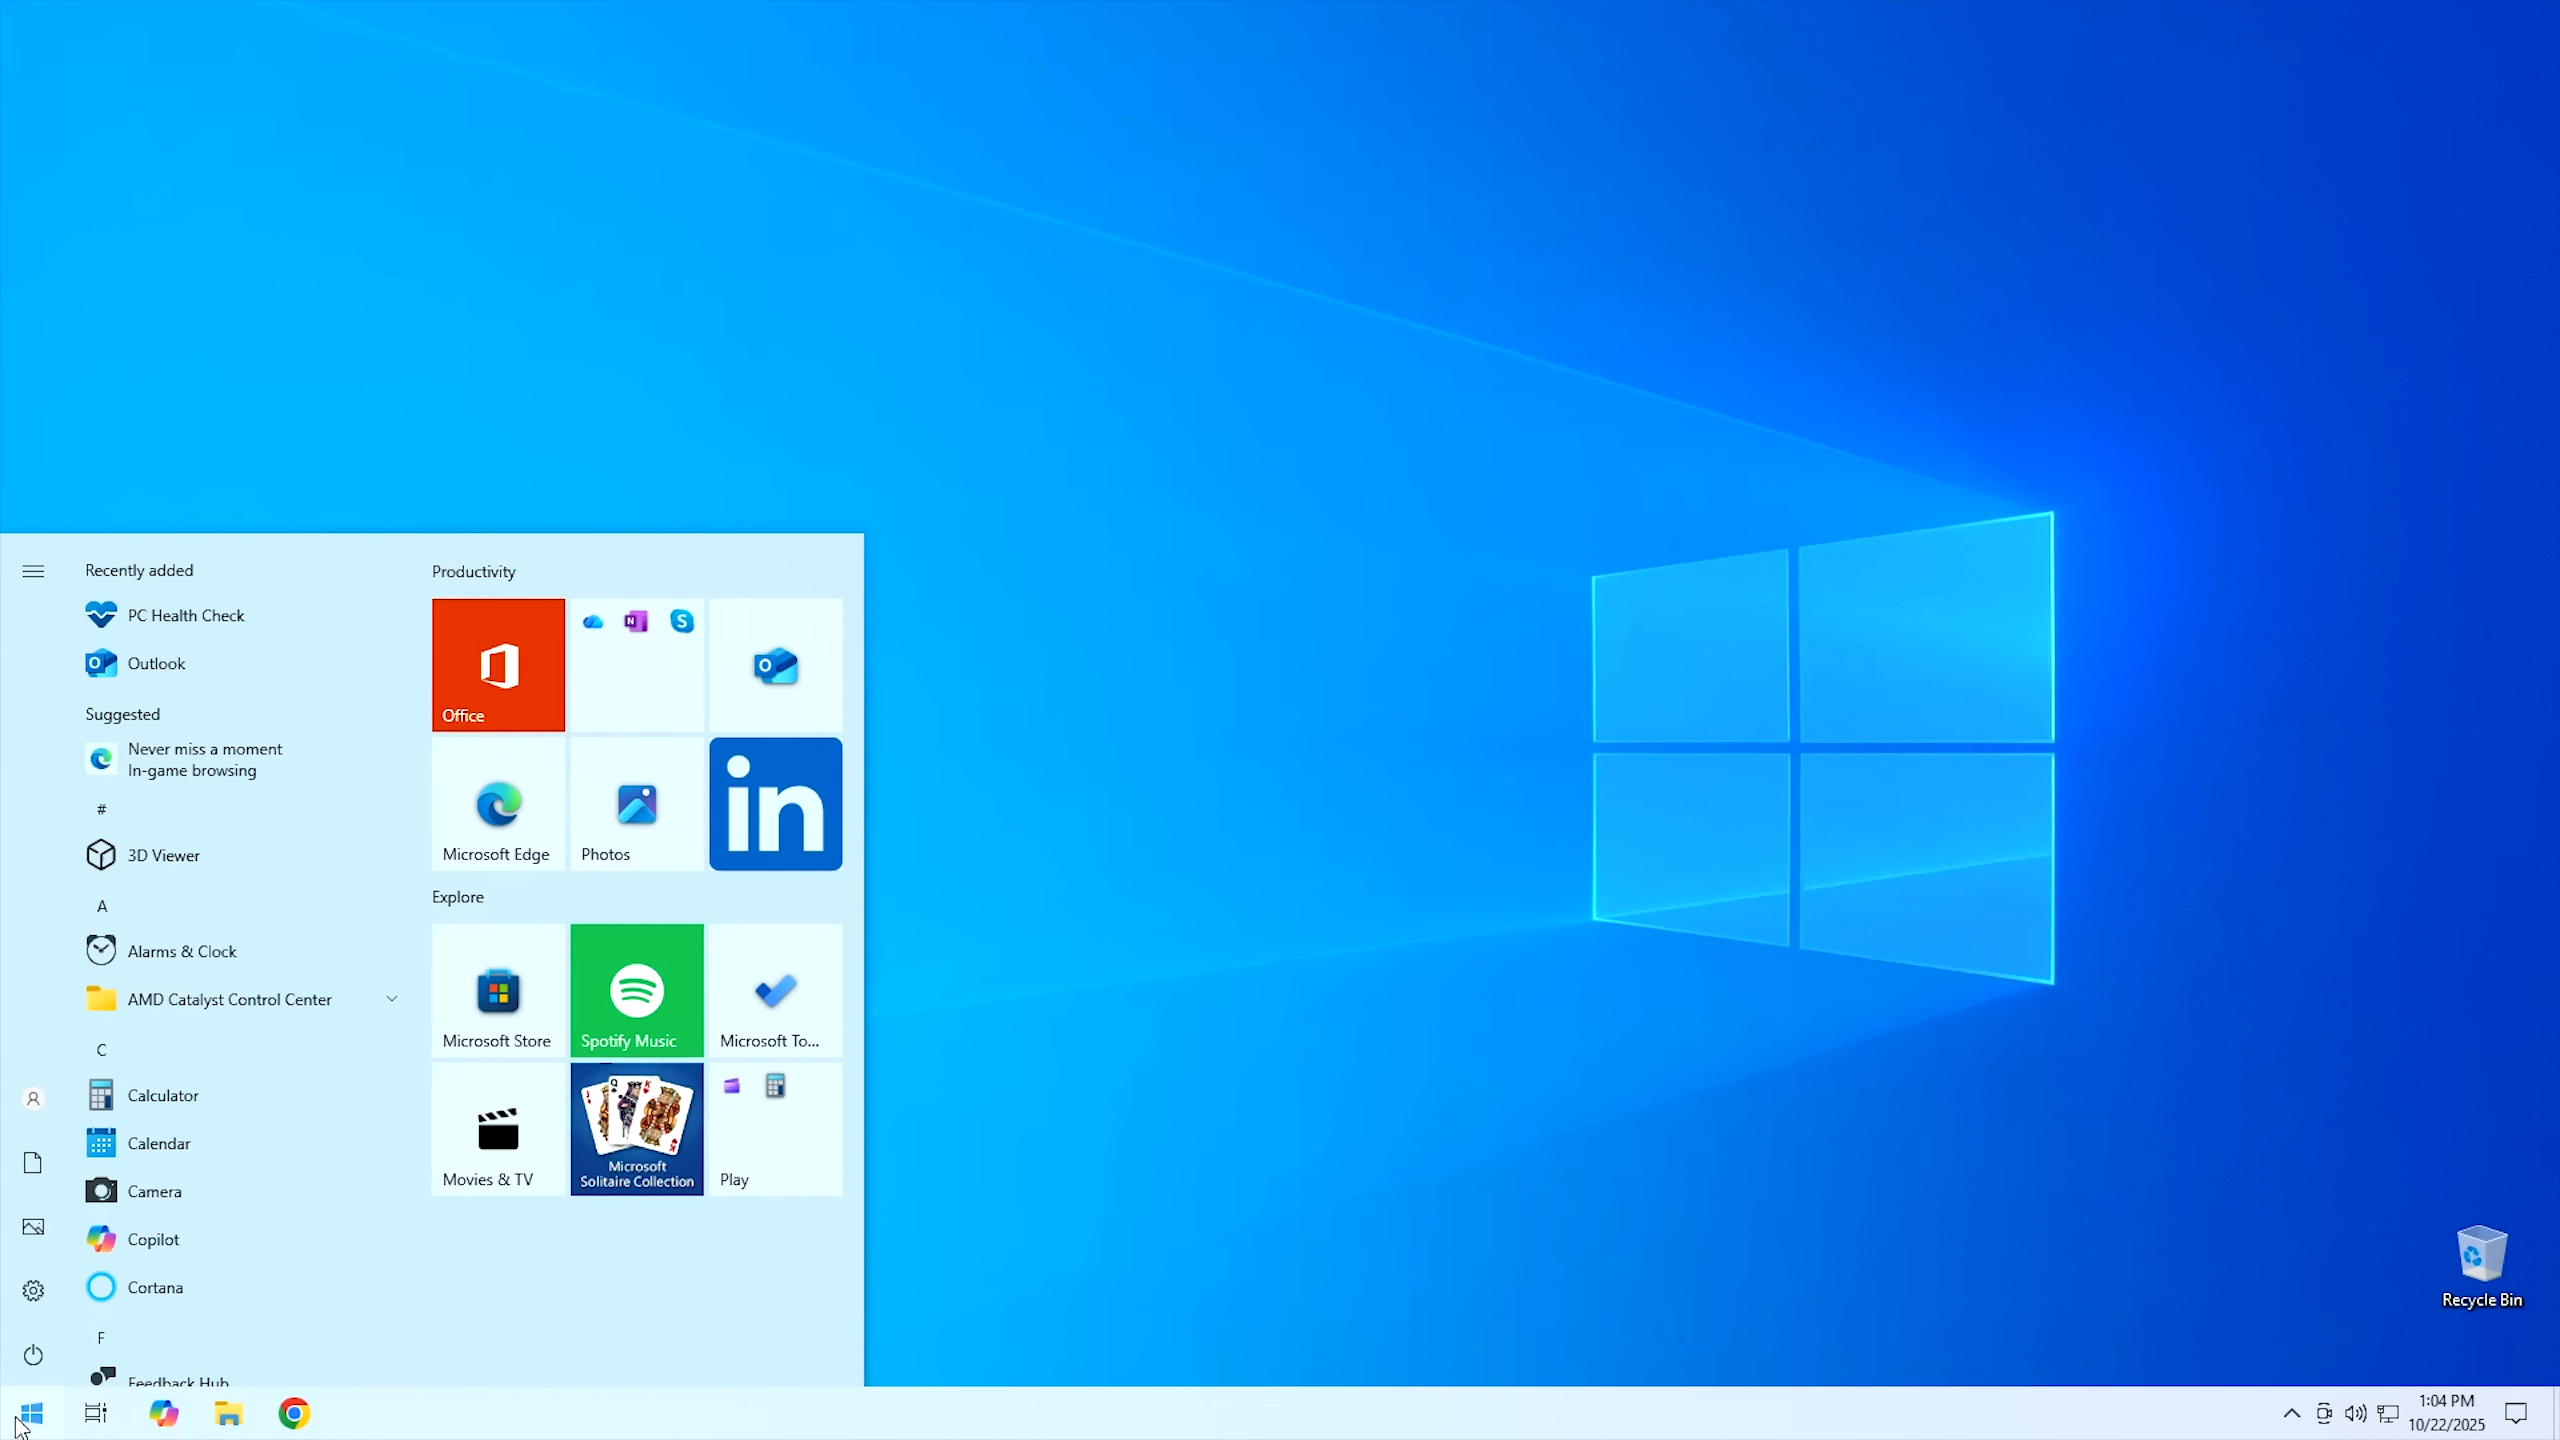 Recently added
PC Health Check
Outlook
Suggested
Never miss a moment
In-game browsing
#
3D Viewer
A
Alarms & Clock
AMD Catalyst Control Center
C
Calculator
Calendar
Camera
Copilot
Cortana
F
Feedback Hub
Productivity
Office
N
S
O
Microsoft Edge
Photos
in
Explore
Microsoft Store
Spotify Music
Microsoft To...
Movies & TV
Microsoft
Solitaire Collection
Play
Recycle Bin
1:04 PM
10/22/2025